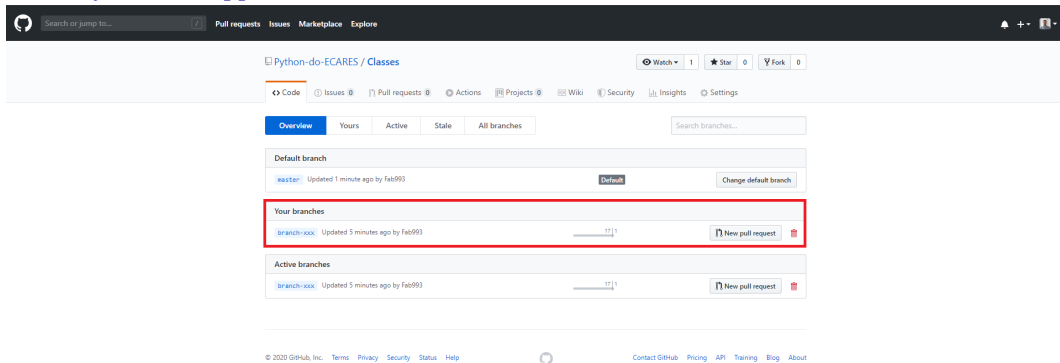 Search or jump to... /
Pull requests Issues Marketplace Explore
Python-do-ECARES / Classes
Watch 1 Star 0 Fork 0
Code Issues 0 Pull requests 0 Actions Projects 0 Wiki Security Insights Settings
Overview Yours Active Stale All branches
Search branches...
Default branch
master Updated 1 minute ago by Fab993 Default Change default branch
Your branches
branch-xxx Updated 5 minutes ago by Fab993 17 | 1 New pull request
Active branches
branch-xxx Updated 5 minutes ago by Fab993 17 | 1 New pull request
© 2020 GitHub, Inc. Terms Privacy Security Status Help Contact GitHub Pricing API Training Blog About